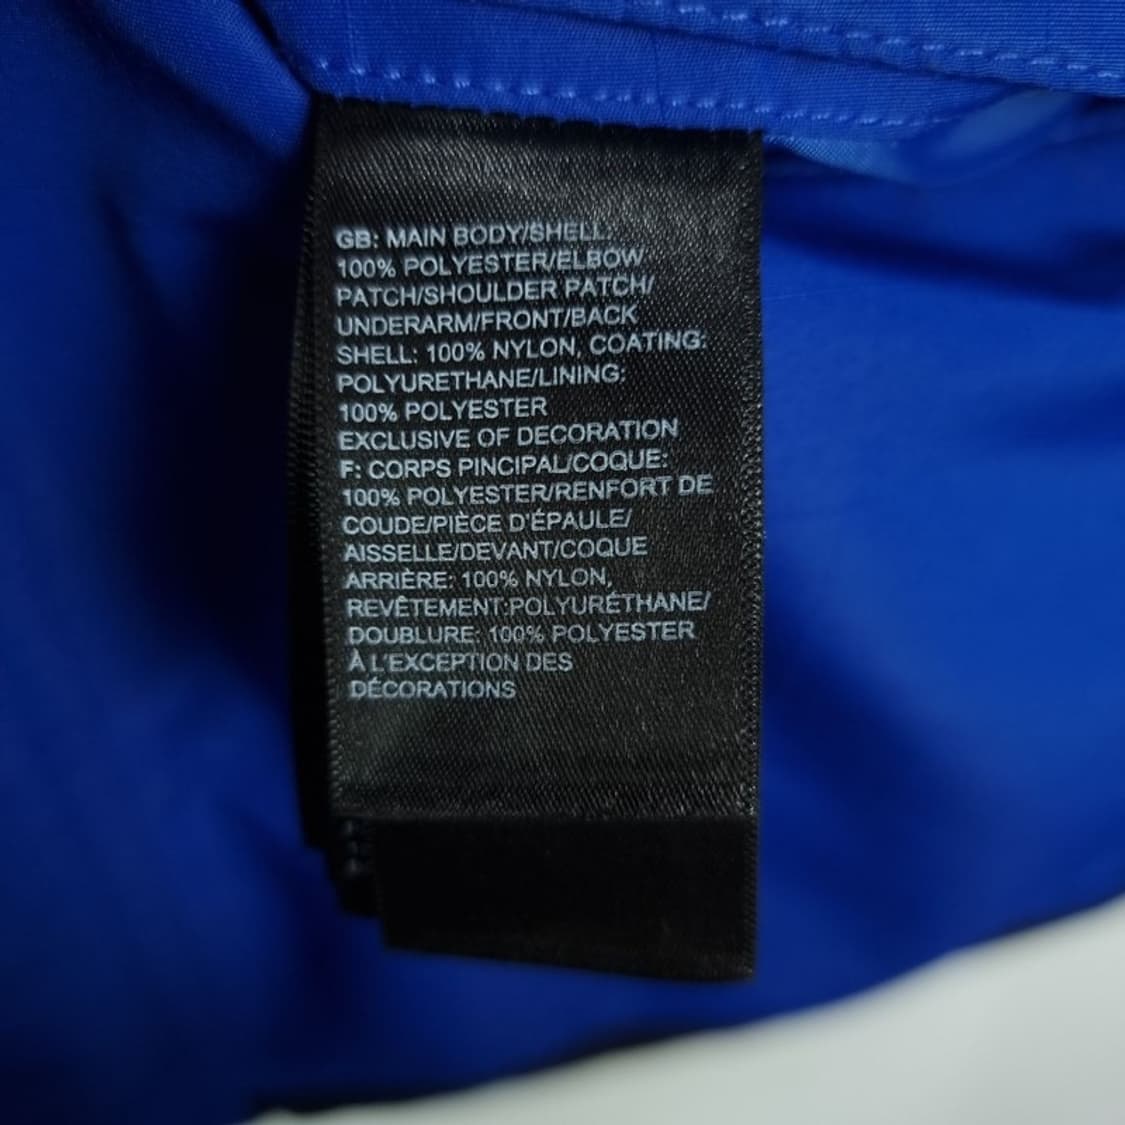 GB: MAIN BODY/SHELL:
100% POLYESTER/ELBOW
PATCH/SHOULDER PATCH/
UNDERARM/FRONT/BACK
SHELL: 100% NYLON, COATING:
POLYURETHANE/LINING:
100% POLYESTER
EXCLUSIVE OF DECORATION
F: CORPS PINCIPAL/COQUE:
100% POLYESTER/RENFORT DE
COUDE/PIÈCE D'ÉPAULE/
AISSELLE/DEVANT/COQUE
ARRIÈRE: 100% NYLON,
REVÊTEMENT:POLYURÉTHANE/
DOUBLURE: 100% POLYESTER
À L'EXCEPTION DES
DÉCORATIONS